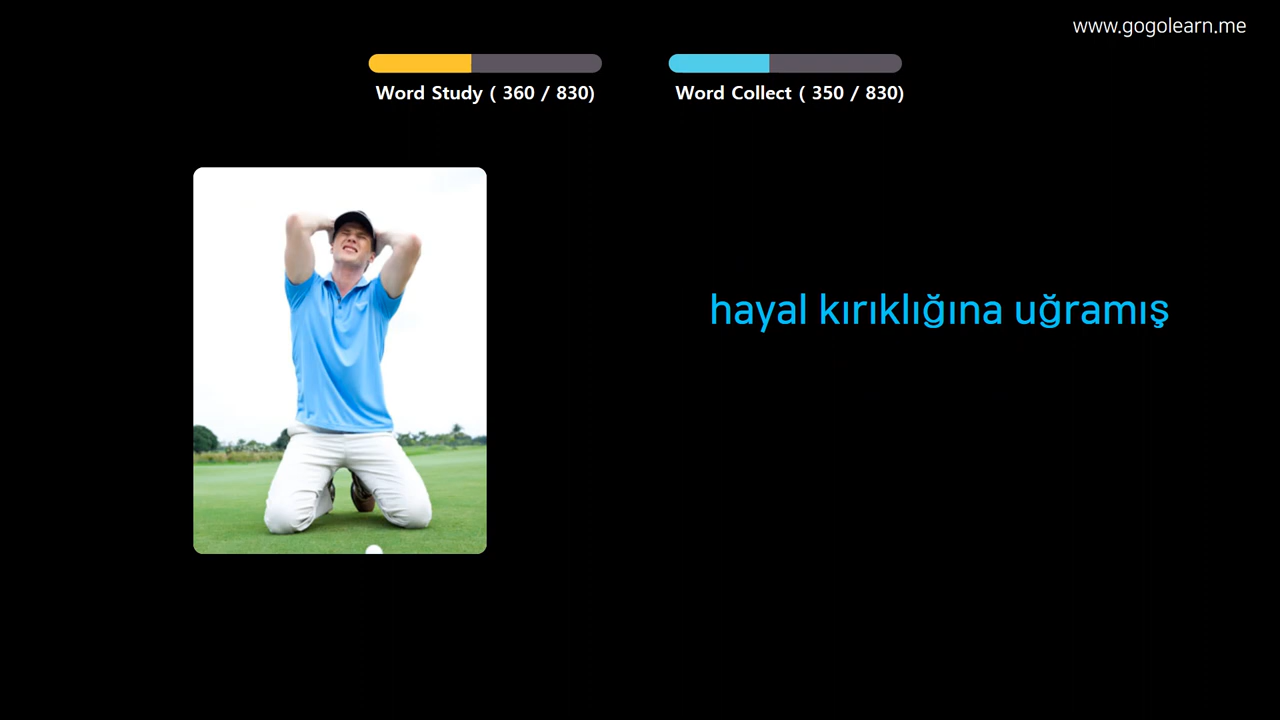 www.gogolearn.me
Word Study ( 360 / 830)
Word Collect ( 350 / 830)
hayal kırıklığına uğramış